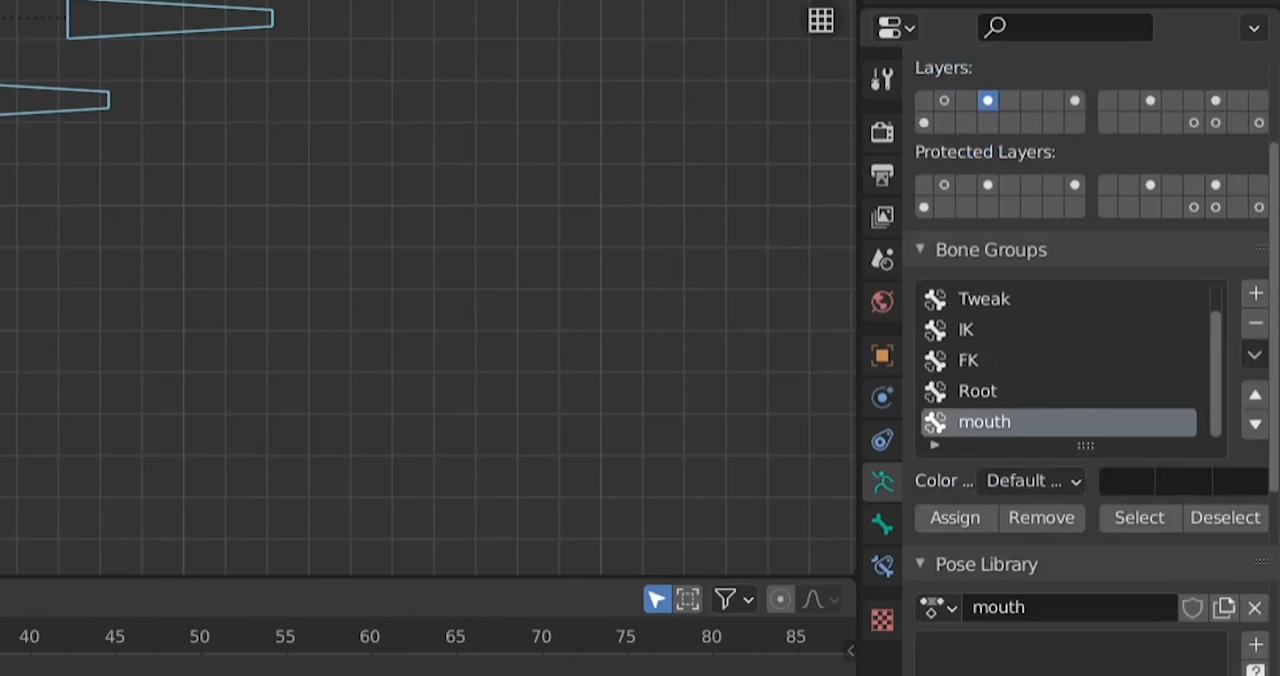 Layers:
Protected Layers:
Bone Groups
Tweak
IK
FK
Root
mouth
Color ... Default ...
Assign Remove Select Deselect
Pose Library
mouth
40 45 50 55 60 65 70 75 80 85